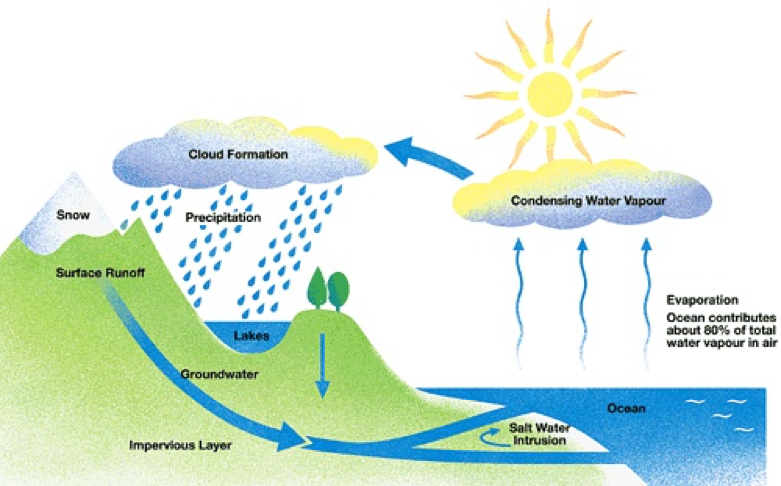 Cloud Formation
Condensing Water Vapour
Snow
Precipitation
Surface Runoff
Evaporation
Ocean contributes
about 80% of total
water vapour in air
Lakes
Groundwater
Ocean
Salt Water
Intrusion
Impervious Layer